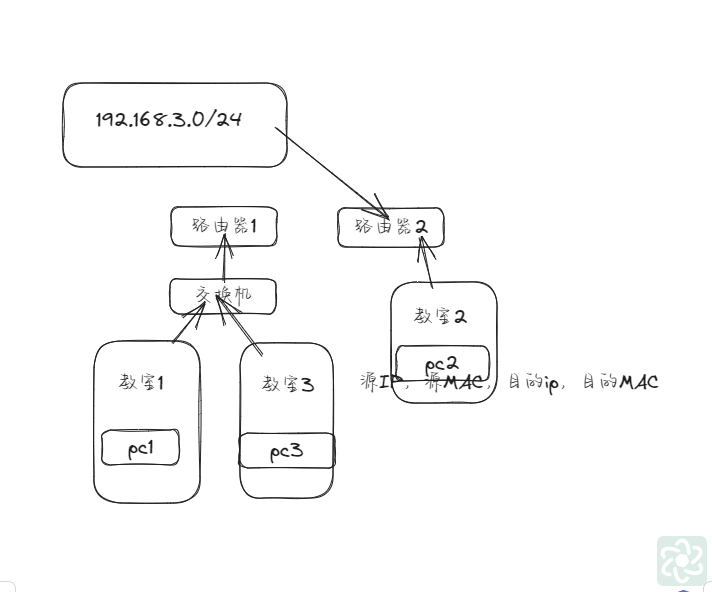 192.168.3.0/24
路由器1
路由器2
交换机
教室2
pc2
教室1
教室3
源IP，源MAC，目的ip，目的MAC
pc1
pc3